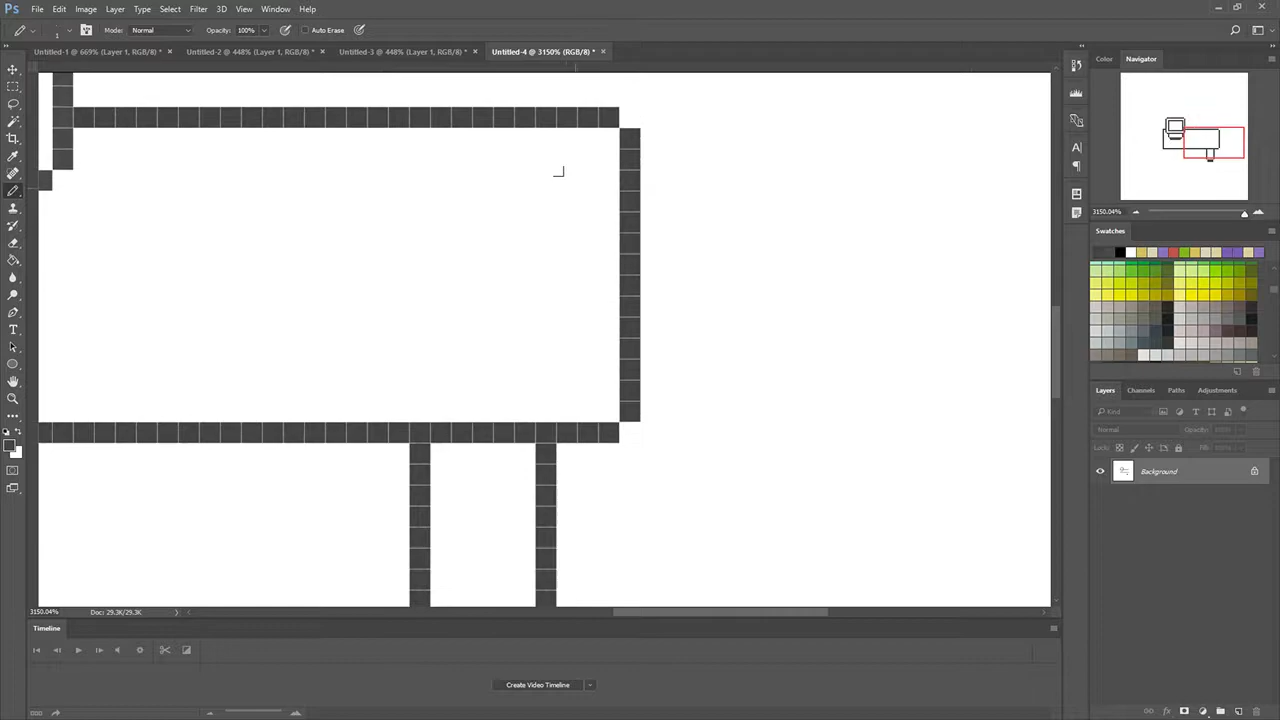 Ps File Edit Image Layer Type Select Filter 3D View Window Help
1 Mode: Normal Opacity: 100% Auto Erase
Untitled-1 @ 669% (Layer 1, RGB/8) * × Untitled-2 @ 448% (Layer 1, RGB/8) * × Untitled-3 @ 448% (Layer 1, RGB/8) * × Untitled-4 @ 3150% (RGB/8) * ×
Color Navigator
3150.04%
Swatches
Layers Channels Paths Adjustments
Kind
Normal Opacity:
Lock: Fill:
Background
3150.04% Doc: 29.3K/29.3K
Timeline
Create Video Timeline